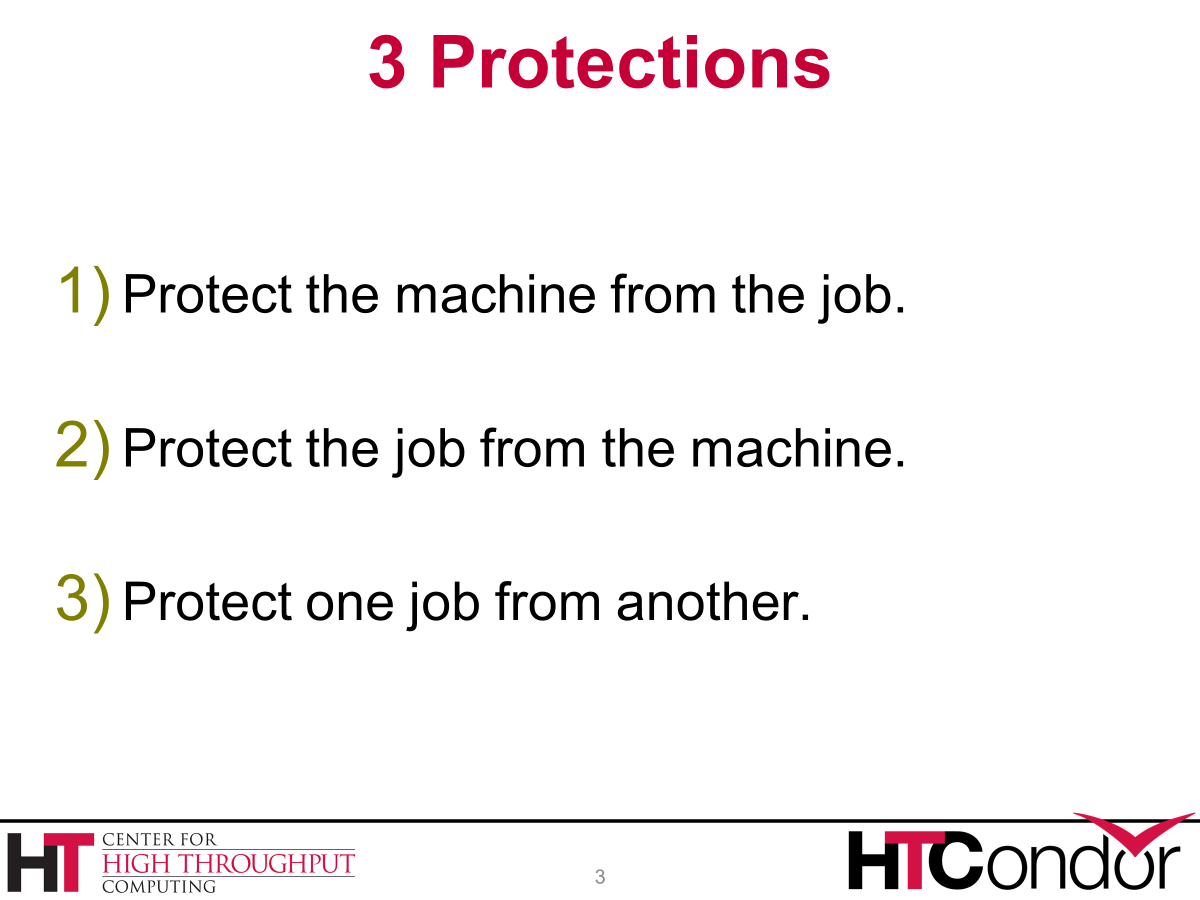 3 Protections
1) Protect the machine from the job.
2) Protect the job from the machine.
3) Protect one job from another.
HT
CENTER FOR
HIGH THROUGHPUT
COMPUTING
3
HTCondor